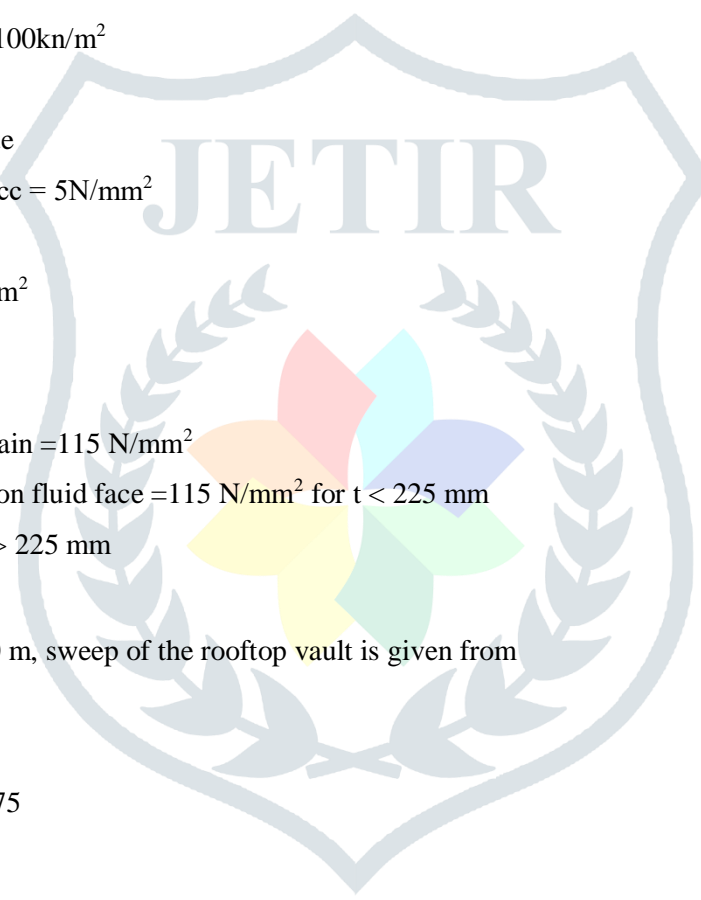 100kn/m²
e
cc = 5N/mm²
JETIR
m²
ain =115 N/mm²
on fluid face =115 N/mm² for t < 225 mm
> 225 mm
m, sweep of the rooftop vault is given from
75